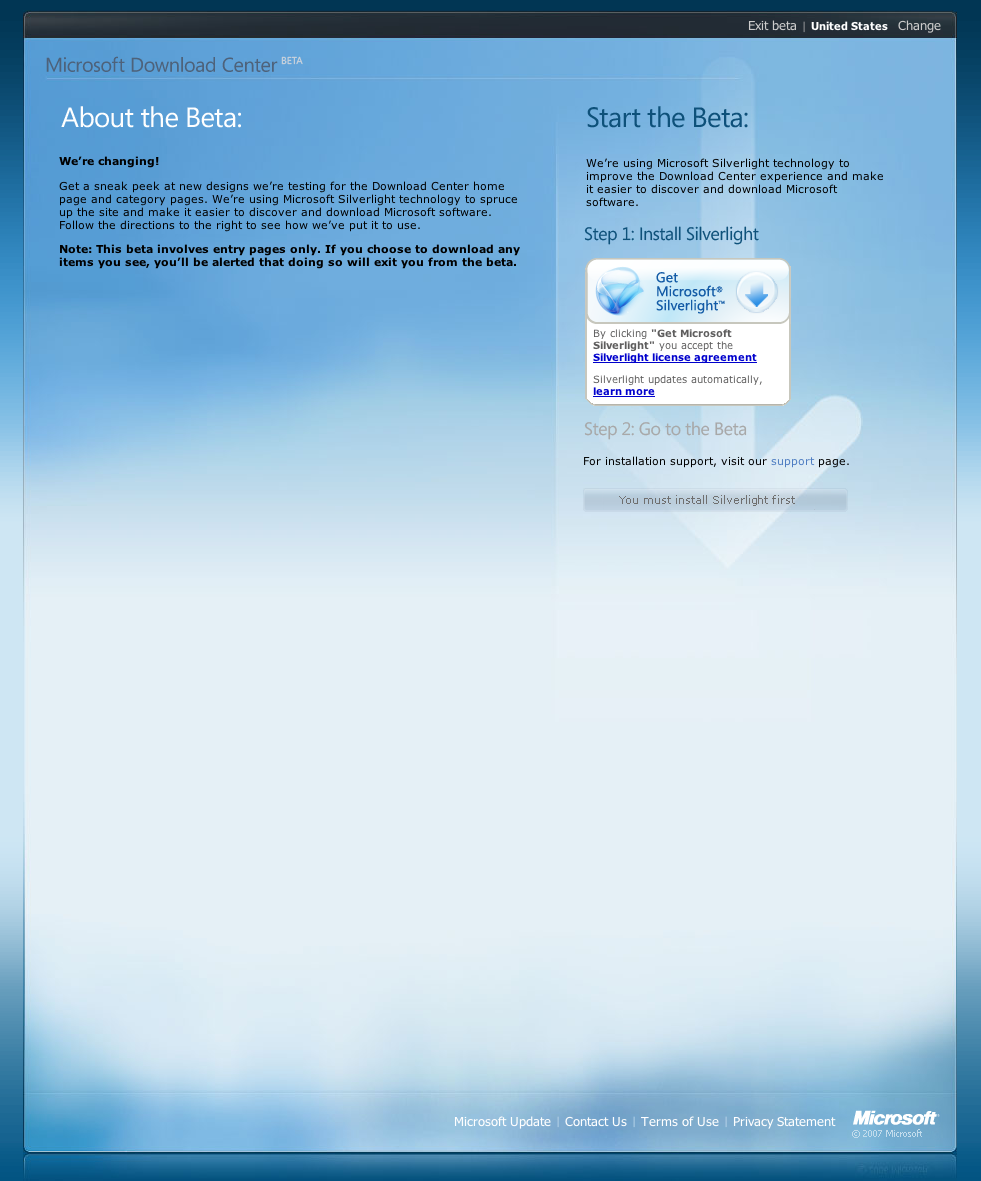 Exit beta | United States Change
Microsoft Download Center BETA
About the Beta:
We’re changing!
Get a sneak peek at new designs we’re testing for the Download Center home
page and category pages. We’re using Microsoft Silverlight technology to spruce
up the site and make it easier to discover and download Microsoft software.
Follow the directions to the right to see how we’ve put it to use.
Note: This beta involves entry pages only. If you choose to download any
items you see, you’ll be alerted that doing so will exit you from the beta.
Start the Beta:
We’re using Microsoft Silverlight technology to
improve the Download Center experience and make
it easier to discover and download Microsoft
software.
Step 1: Install Silverlight
Get
Microsoft®
Silverlight™
By clicking "Get Microsoft
Silverlight" you accept the
Silverlight license agreement
Silverlight updates automatically,
learn more
Step 2: Go to the Beta
For installation support, visit our support page.
You must install Silverlight first
Microsoft Update | Contact Us | Terms of Use | Privacy Statement
Microsoft
© 2007 Microsoft